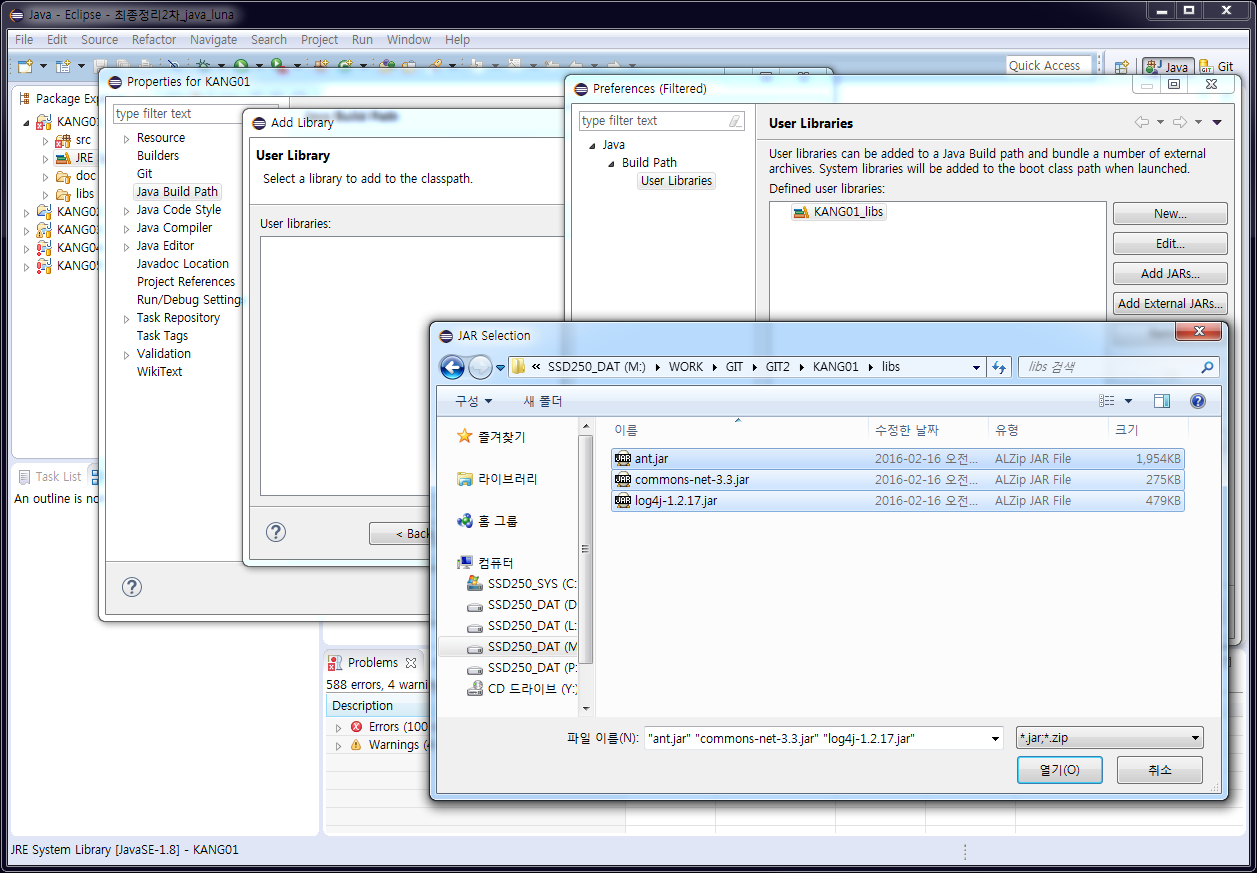 Java - Eclipse - 최종정리2차_java_luna
File Edit Source Refactor Navigate Search Project Run Window Help
Quick Access
Java
Git
Package Exp
KANG0
src
JRE
doc
libs
KANG02
KANG03
KANG04
KANG05
Task List
An outline is no
Properties for KANG01
type filter text
Resource
Builders
Git
Java Build Path
Java Code Style
Java Compiler
Java Editor
Javadoc Location
Project References
Run/Debug Setting
Task Repository
Task Tags
Validation
WikiText
Java Build Path
Add Library
User Library
Select a library to add to the classpath.
User libraries:
< Back
Preferences (Filtered)
type filter text
Java
Build Path
User Libraries
User Libraries
User libraries can be added to a Java Build path and bundle a number of external
archives. System libraries will be added to the boot class path when launched.
Defined user libraries:
KANG01_libs
New...
Edit...
Add JARs...
Add External JARs...
JAR Selection
« SSD250_DAT (M:) WORK GIT GIT2 KANG01 libs
libs 검색
구성 새 폴더
즐겨찾기
라이브러리
홈 그룹
컴퓨터
SSD250_SYS (C:
SSD250_DAT (D
SSD250_DAT (L:
SSD250_DAT (M
SSD250_DAT (P:
CD 드라이브 (Y:)
이름 수정한 날짜 유형 크기
ant.jar 2016-02-16 오전... ALZip JAR File 1,954KB
commons-net-3.3.jar 2016-02-16 오전... ALZip JAR File 275KB
log4j-1.2.17.jar 2016-02-16 오전... ALZip JAR File 479KB
파일 이름(N): "ant.jar" "commons-net-3.3.jar" "log4j-1.2.17.jar"
*.jar;*.zip
열기(O) 취소
Problems
588 errors, 4 warni
Description
Errors (100
Warnings (4
JRE System Library [JavaSE-1.8] - KANG01